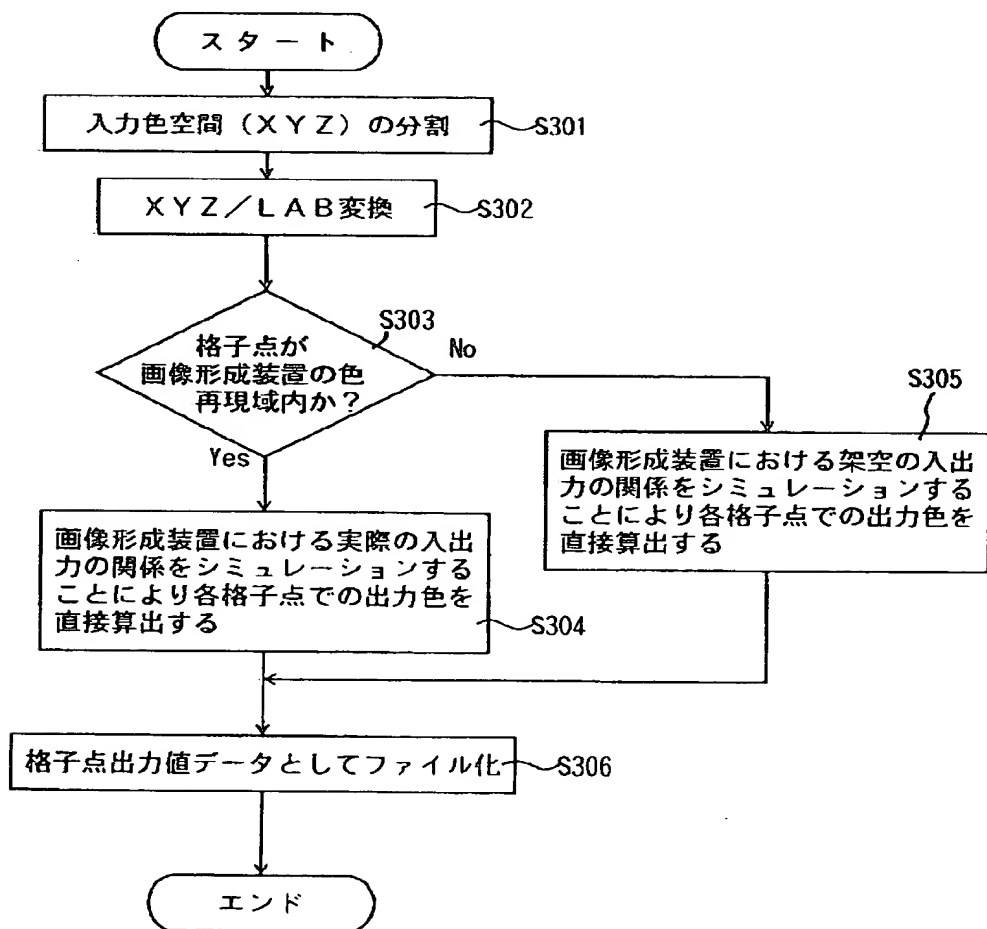 スタート
入力色空間(XYZ)の分割
S301
XYZ/LAB変換
S302
S303
格子点が
画像形成装置の色
再現域内か?
No
Yes
S305
画像形成装置における架空の入出
力の関係をシミュレーションする
ことにより各格子点での出力色を
直接算出する
画像形成装置における実際の入出
力の関係をシミュレーションする
ことにより各格子点での出力色を
直接算出する
S304
格子点出力値データとしてファイル化
S306
エンド